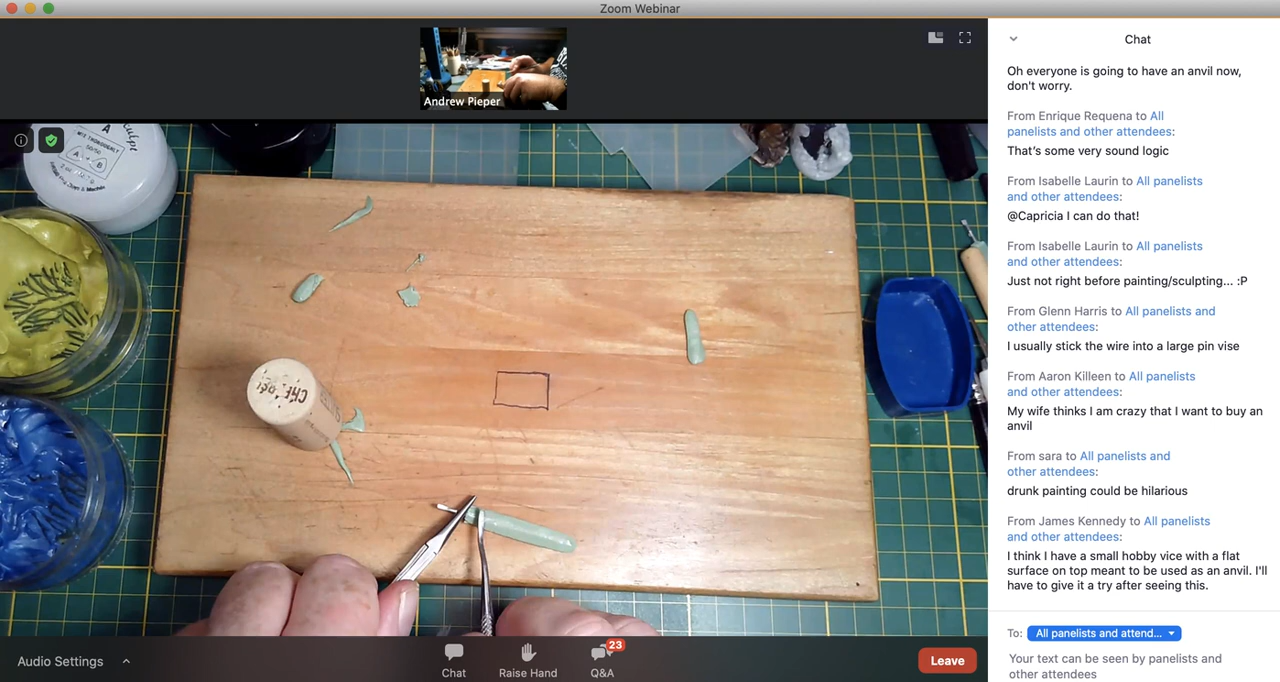 Zoom Webinar
Andrew Pieper
Chat
Oh everyone is going to have an anvil now,
don't worry.
From Enrique Requena to All
panelists and other attendees:
That's some very sound logic
From Isabelle Laurin to All panelists
and other attendees:
@Capricia I can do that!
From Isabelle Laurin to All panelists
and other attendees:
Just not right before painting/sculpting... :P
From Glenn Harris to All panelists and
other attendees:
I usually stick the wire into a large pin vise
From Aaron Killeen to All panelists
and other attendees:
My wife thinks I am crazy that I want to buy an
anvil
From sara to All panelists and
other attendees:
drunk painting could be hilarious
From James Kennedy to All panelists
and other attendees:
I think I have a small hobby vice with a flat
surface on top meant to be used as an anvil. I'll
have to give it a try after seeing this.
To: All panelists and attend...
Your text can be seen by panelists and
other attendees
A
A + B
Audio Settings
Chat
Raise Hand
23
Q&A
Leave